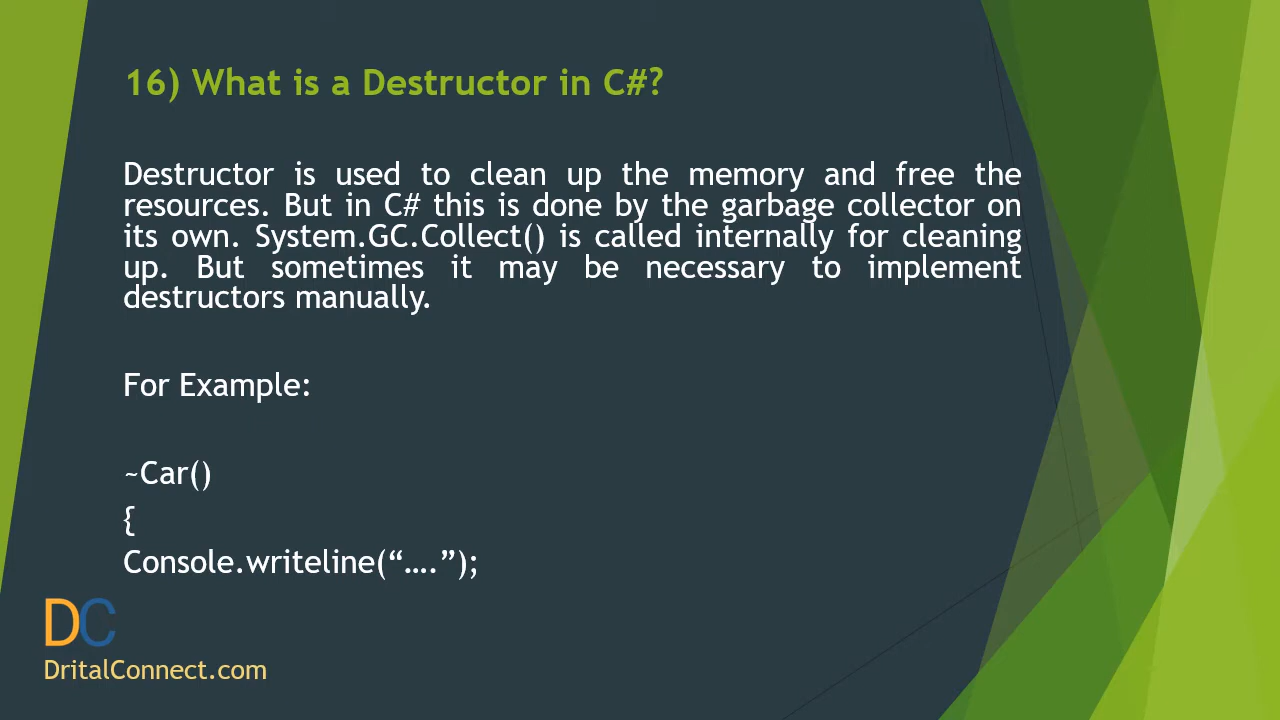 16) What is a Destructor in C#?
Destructor is used to clean up the memory and free the
resources. But in C# this is done by the garbage collector on
its own. System.GC.Collect() is called internally for cleaning
up. But sometimes it may be necessary to implement
destructors manually.
For Example:
~Car()
{
Console.writeline(“….”);
DC
DritalConnect.com